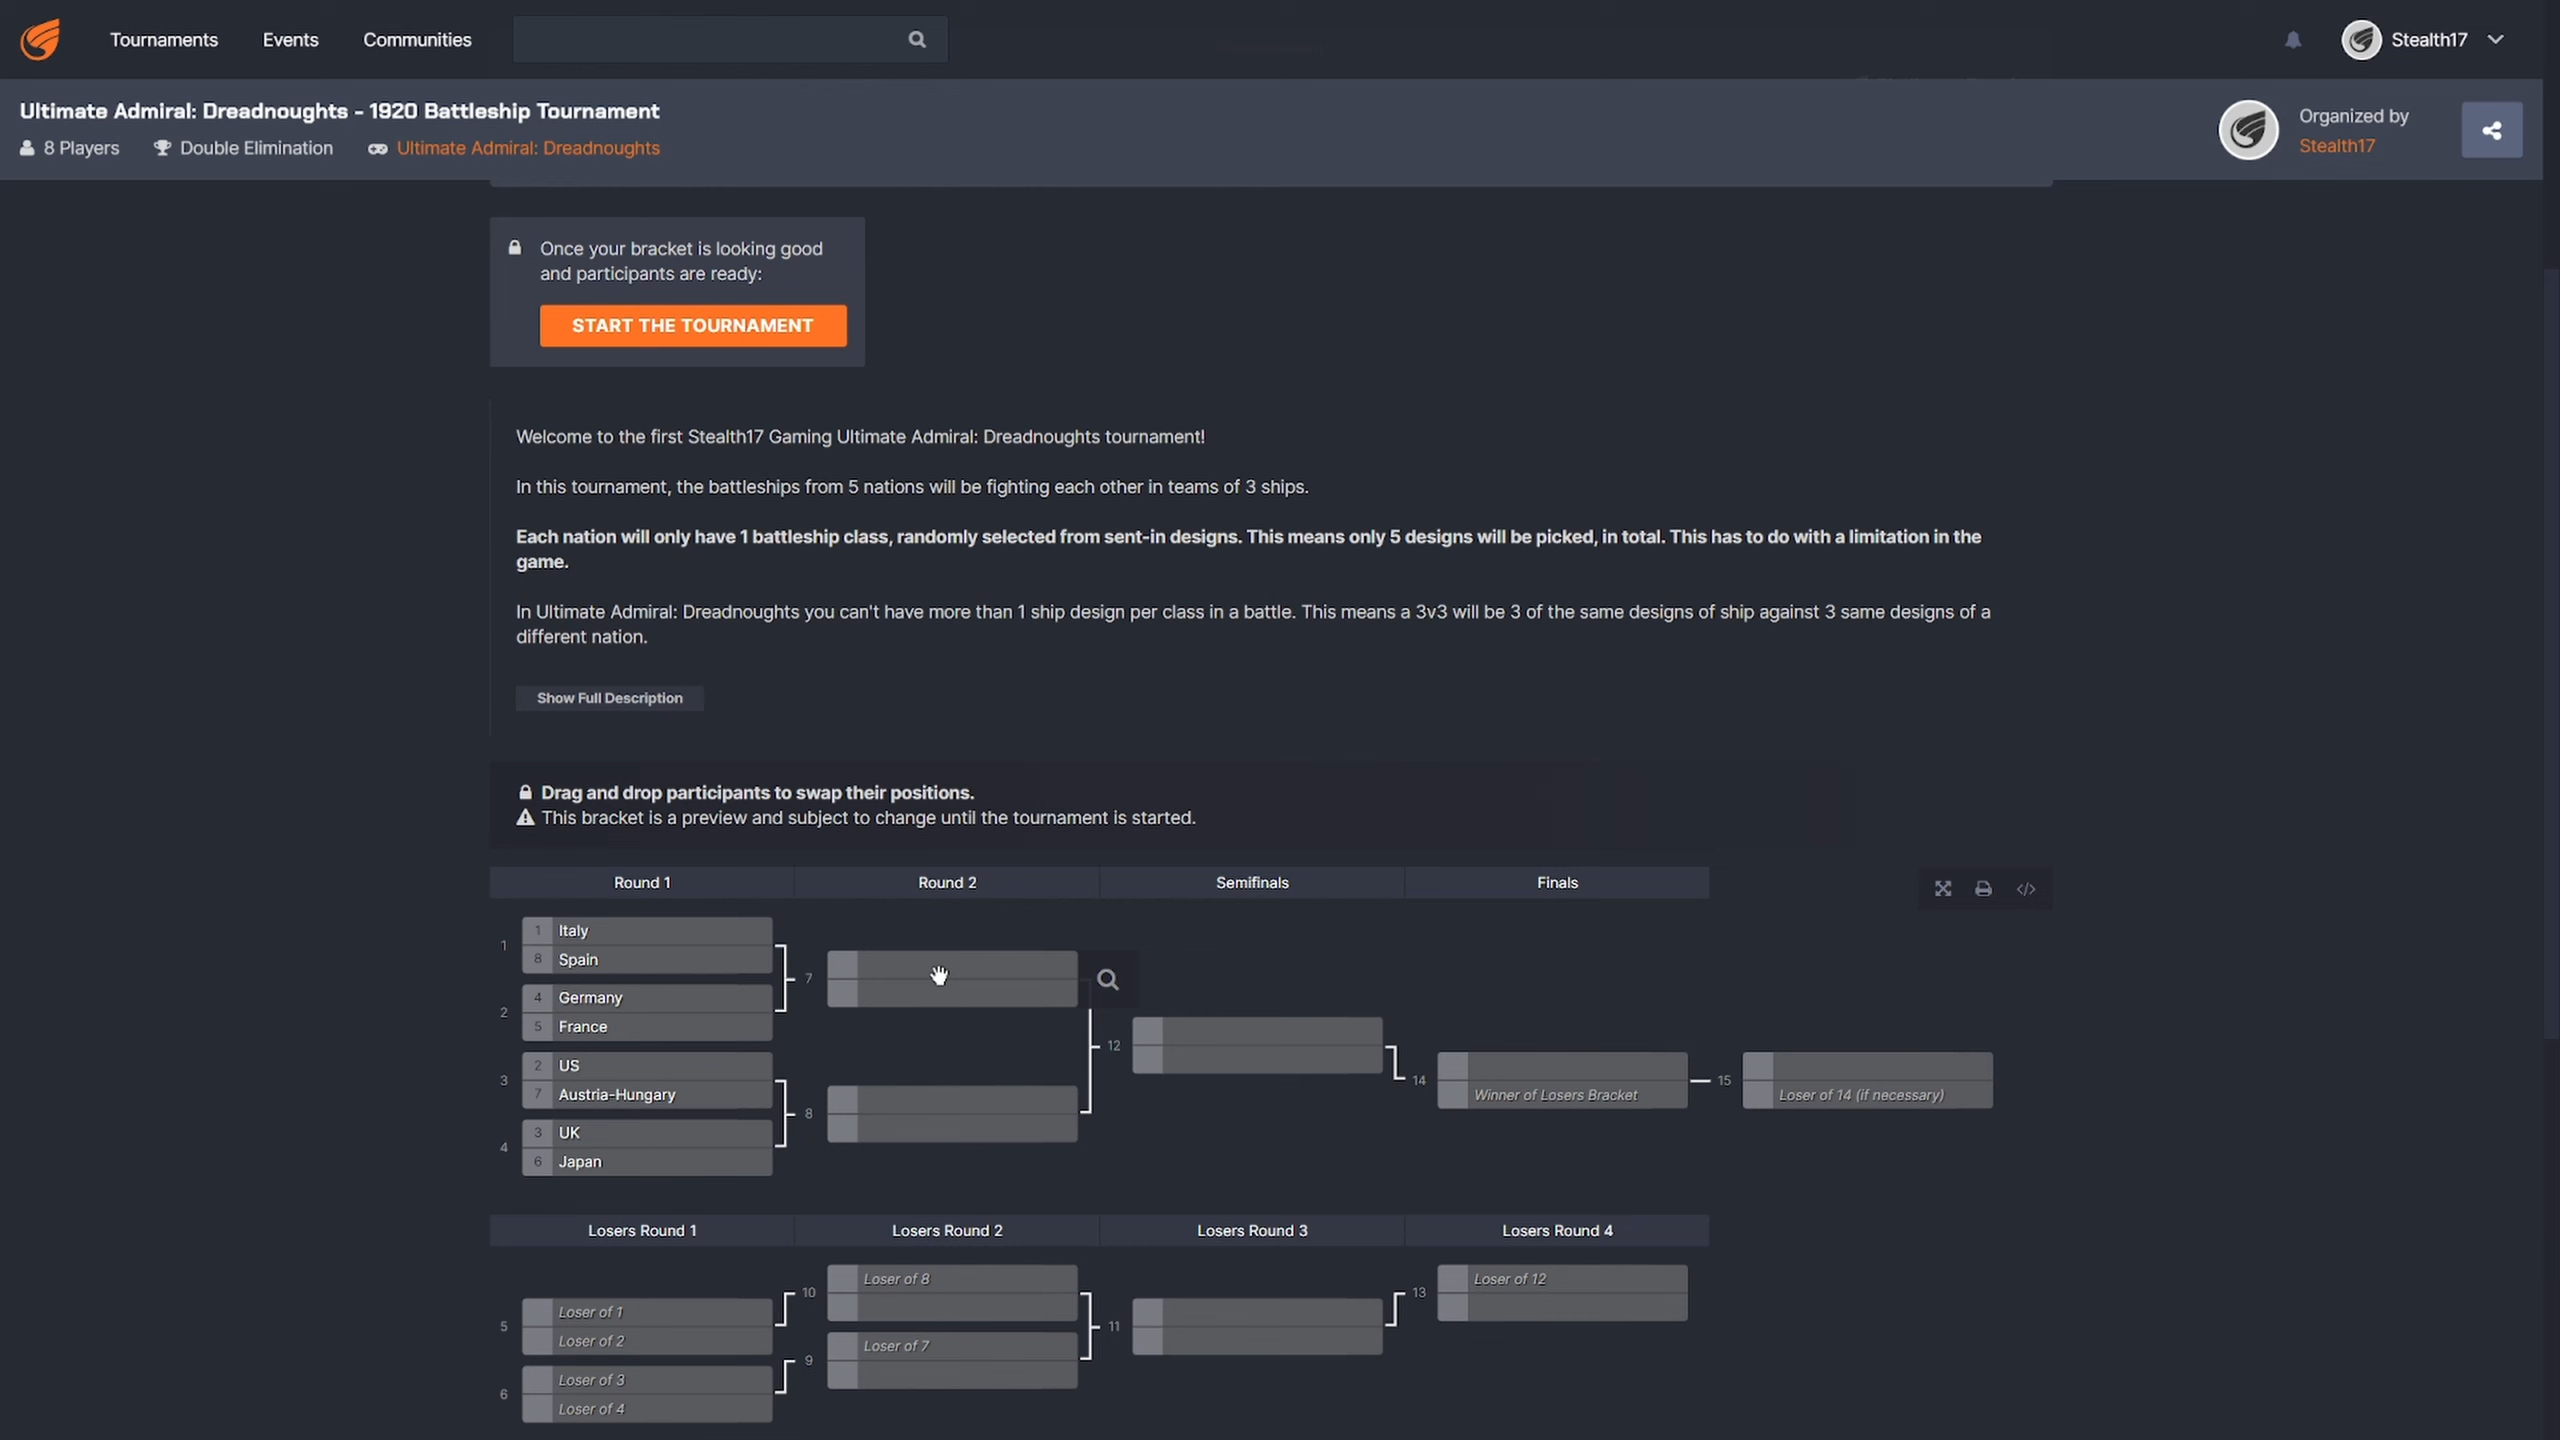 Tournaments Events Communities
Stealth17
Ultimate Admiral: Dreadnoughts - 1920 Battleship Tournament
8 Players Double Elimination Ultimate Admiral: Dreadnoughts
Organized by
Stealth17
Once your bracket is looking good
and participants are ready:
START THE TOURNAMENT
Welcome to the first Stealth17 Gaming Ultimate Admiral: Dreadnoughts tournament!
In this tournament, the battleships from 5 nations will be fighting each other in teams of 3 ships.
Each nation will only have 1 battleship class, randomly selected from sent-in designs. This means only 5 designs will be picked, in total. This has to do with a limitation in the
game.
In Ultimate Admiral: Dreadnoughts you can't have more than 1 ship design per class in a battle. This means a 3v3 will be 3 of the same designs of ship against 3 same designs of a
different nation.
Show Full Description
Drag and drop participants to swap their positions.
This bracket is a preview and subject to change until the tournament is started.
Round 1 Round 2 Semifinals Finals
1
1 Italy
8 Spain
2
4 Germany
5 France
3
2 US
7 Austria-Hungary
4
3 UK
6 Japan
7
8
12
14
Winner of Losers Bracket
15
Loser of 14 (if necessary)
Losers Round 1 Losers Round 2 Losers Round 3 Losers Round 4
5
Loser of 1
Loser of 2
6
Loser of 3
Loser of 4
10
Loser of 8
9
Loser of 7
11
13
Loser of 12